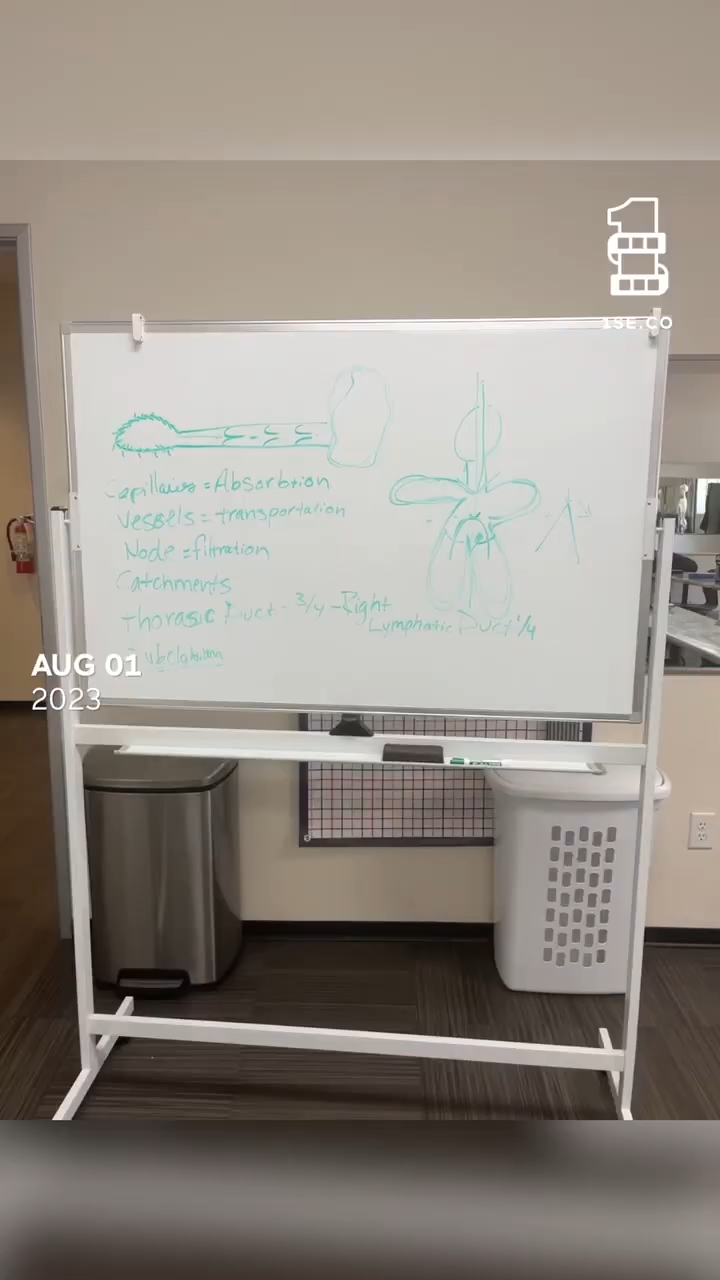 1SE.CO
Capillaries = Absorbtion
Vessels = transportation
Node = filtration
Catchments
Thorasic Duct - 3/4 - Right
Lymphatic Duct 1/4
AUG 01
2023